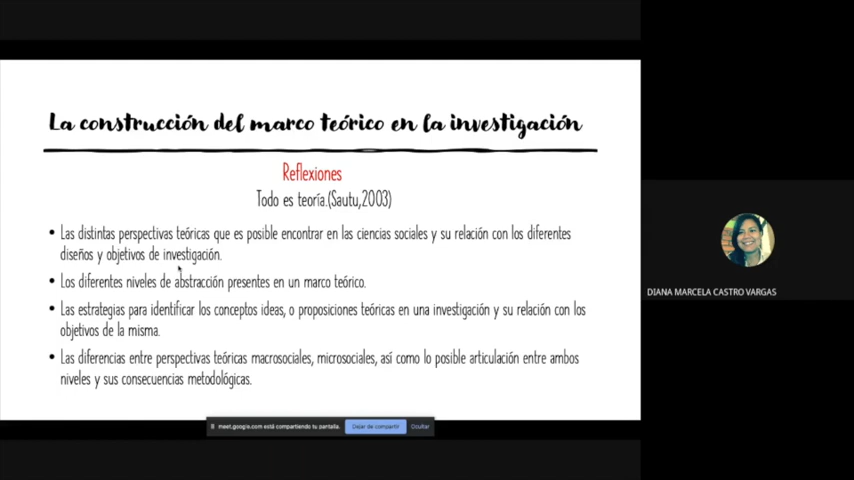 La construcción del marco teórico en la investigación
Reflexiones
Todo es teoría.(Sautu,2003)
• Las distintas perspectivas teóricas que es posible encontrar en las ciencias sociales y su relación con los diferentes
diseños y objetivos de investigación.
• Los diferentes niveles de abstracción presentes en un marco teórico.
• Las estrategias para identificar los conceptos ideas, o proposiciones teóricas en una investigación y su relación con los
objetivos de la misma.
• Las diferencias entre perspectivas teóricas macrosociales, microsociales, así como lo posible articulación entre ambos
niveles y sus consecuencias metodológicas.
DIANA MARCELA CASTRO VARGAS
meet.google.com está compartiendo tu pantalla. Dejar de compartir Ocultar